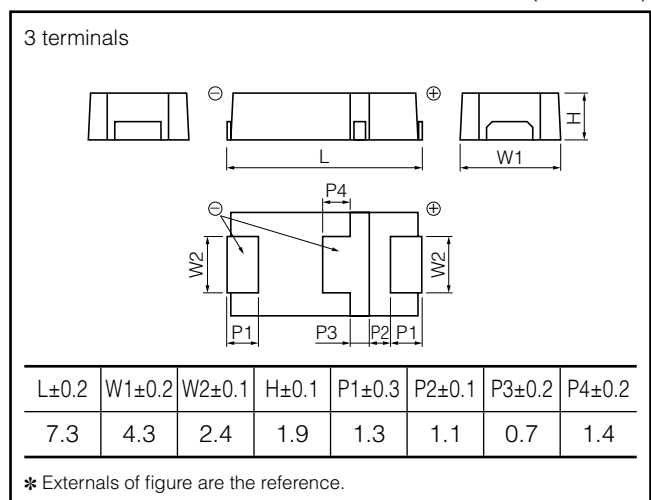 3 terminals
⊖ ⊕
L
H
W1
P4
⊖ ⊕
W2
W2
P1 P3 P2 P1
L±0.2 W1±0.2 W2±0.1 H±0.1 P1±0.3 P2±0.1 P3±0.2 P4±0.2
7.3 4.3 2.4 1.9 1.3 1.1 0.7 1.4
✱ Externals of figure are the reference.